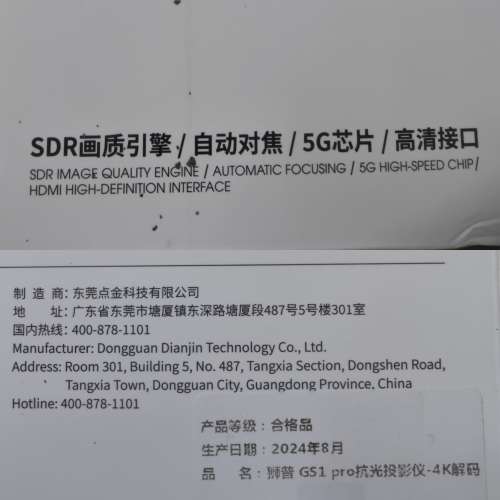 SDR画质引擎 / 自动对焦 / 5G芯片 / 高清接口
SDR IMAGE QUALITY ENGINE / AUTOMATIC FOCUSING / 5G HIGH-SPEED CHIP/
HDMI HIGH-DEFINITION INTERFACE
制 造 商: 东莞点金科技有限公司
地 址: 广东省东莞市塘厦镇东深路塘厦段487号5号楼301室
国内热线: 400-878-1101
Manufacturer: Dongguan Dianjin Technology Co., Ltd.
Address: Room 301, Building 5, No. 487, Tangxia Section, Dongshen Road,
Tangxia Town, Dongguan City, Guangdong Province, China
Hotline: 400-878-1101
产品等级: 合格品
生产日期: 2024年8月
品 名: 狮普 GS1 pro抗光投影仪-4K解码